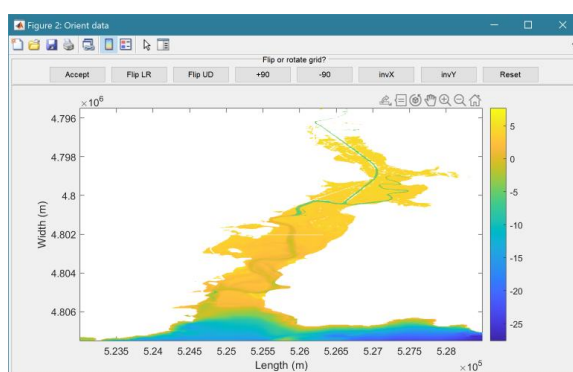 Figure 2: Orient data
Flip or rotate grid?
Accept Flip LR Flip UD +90 -90 invX invY Reset
×10⁶
4.796
4.798
4.8
4.802
4.804
4.806
Width (m)
5.235 5.24 5.245 5.25 5.255 5.26 5.265 5.27 5.275 5.28
Length (m)
×10⁵
5
0
-5
-10
-15
-20
-25